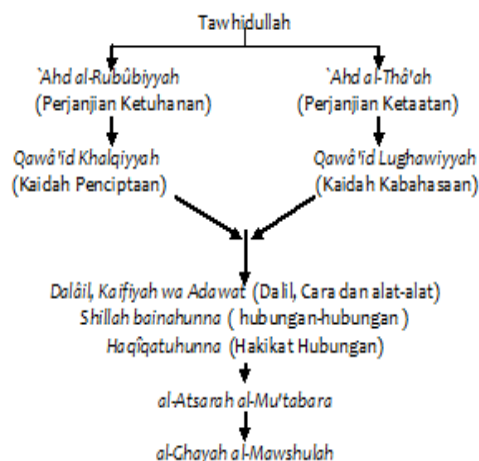 Tawhidullah
`Ahd al-Rubûbiyyah
(Perjanjian Ketuhanan)
`Ahd al-Thâ'ah
(Perjanjian Ketaatan)
Qawâ'id Khalqiyyah
(Kaidah Penciptaan)
Qawâ'id Lughawiyyah
(Kaidah Kabahasaan)
Dalâil, Kaifiyah wa Adawat (Dalil, Cara dan alat-alat)
Shillah bainahunna ( hubungan-hubungan )
Haqîqatuhunna (Hakikat Hubungan)
al-Atsarah al-Mu'tabara
al-Ghayah al-Mawshulah